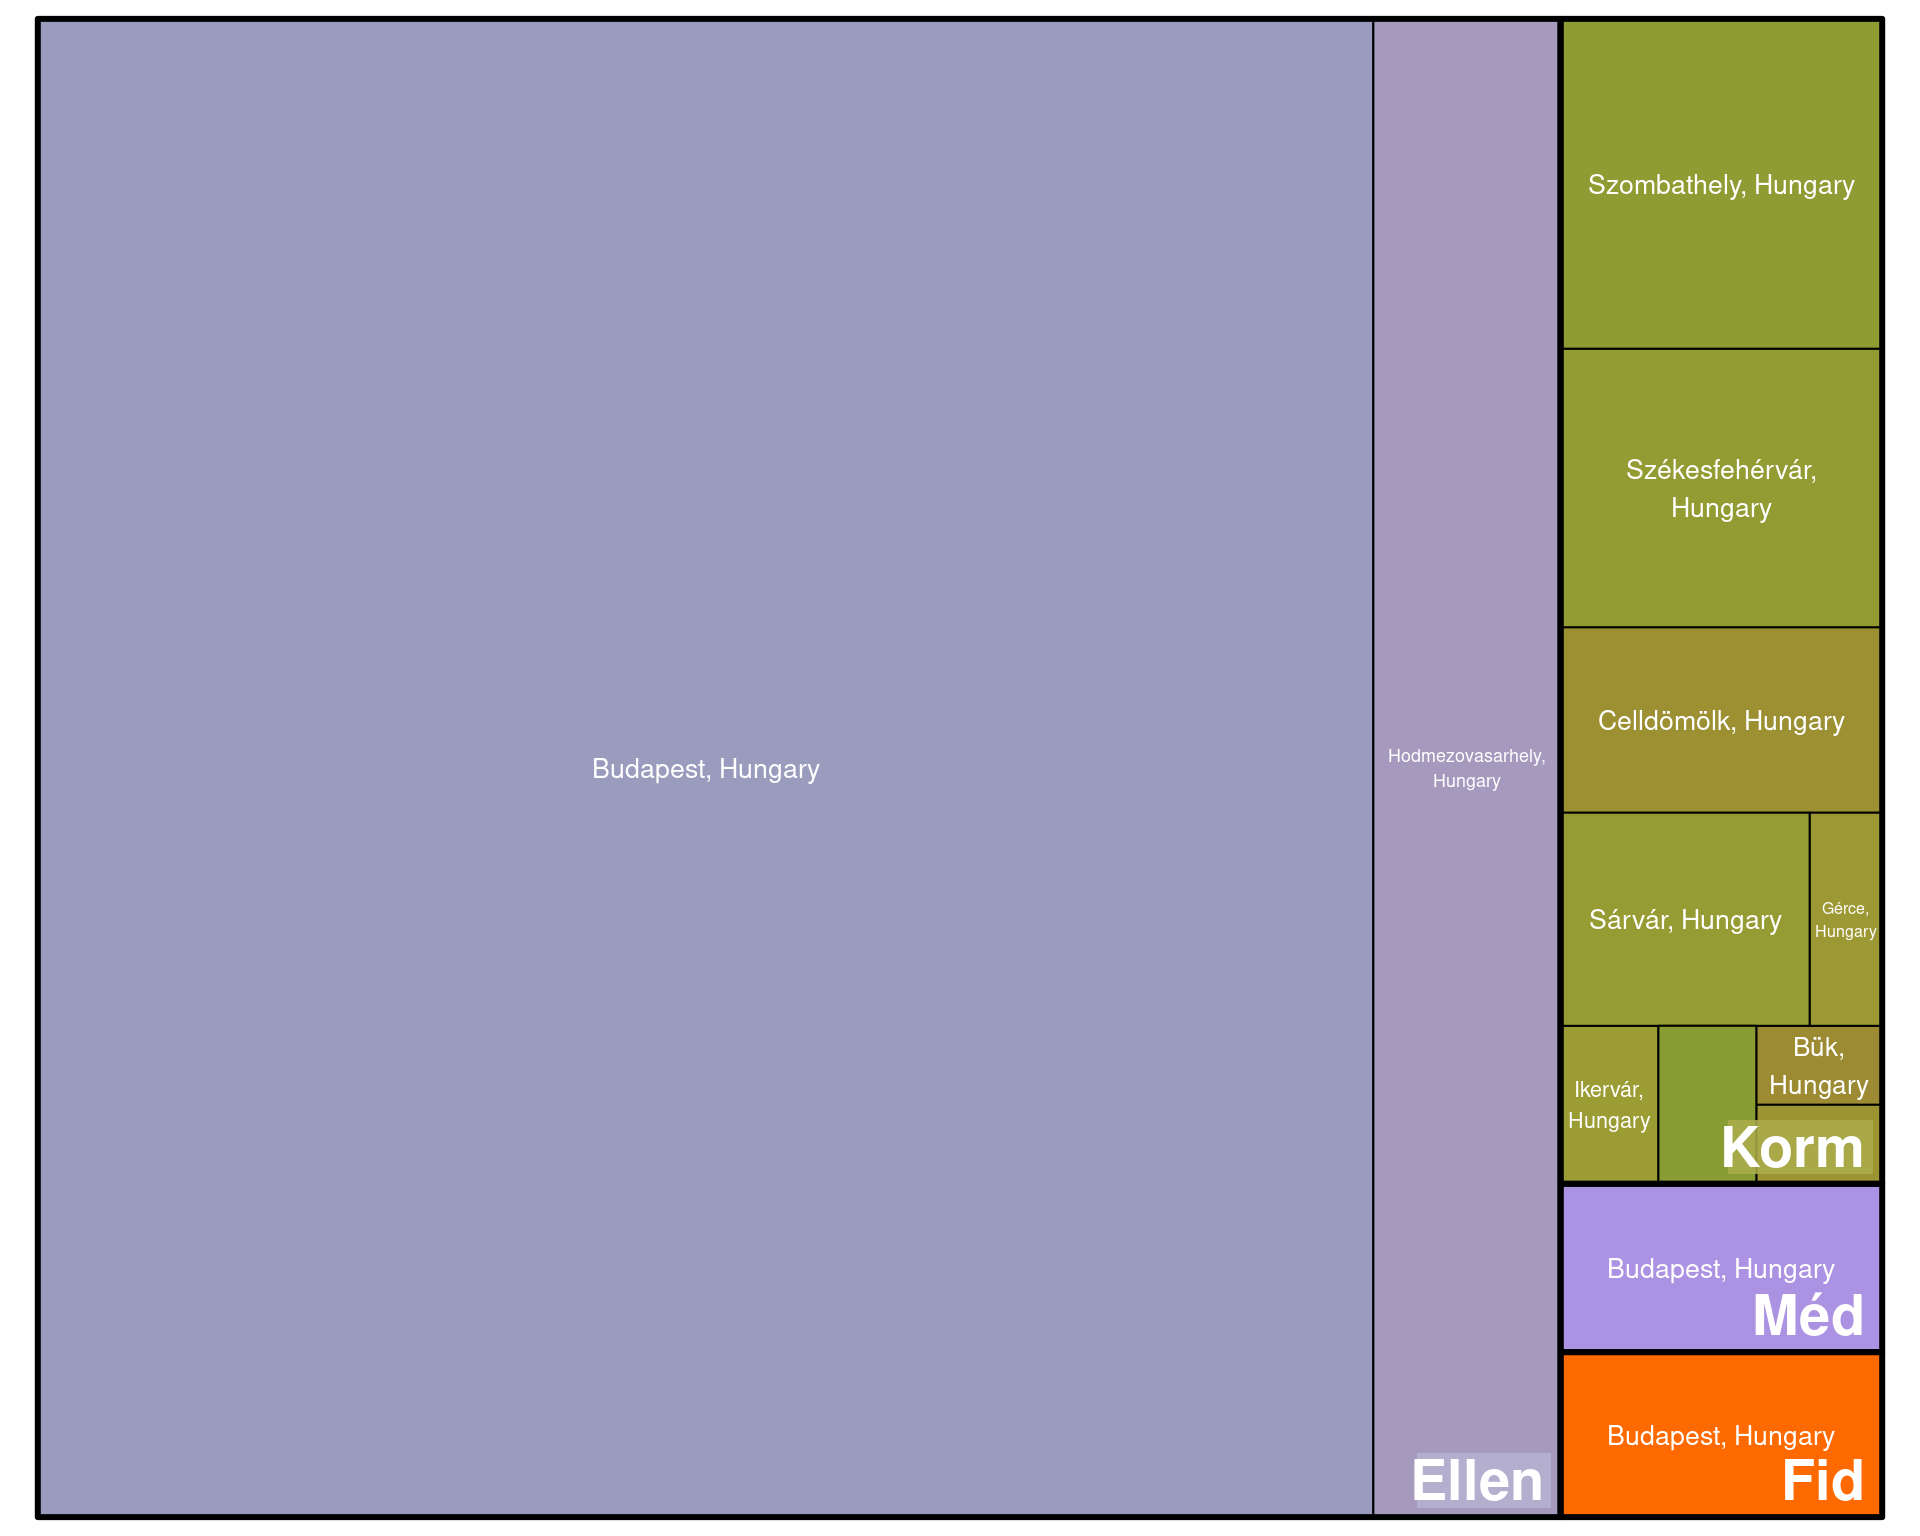 Budapest, Hungary
Hodmezovasarhely,
Hungary
Ellen
Szombathely, Hungary
Székesfehérvár,
Hungary
Celldömölk, Hungary
Sárvár, Hungary
Gérce,
Hungary
Ikervár,
Hungary
Bük,
Hungary
Korm
Budapest, Hungary
Méd
Budapest, Hungary
Fid